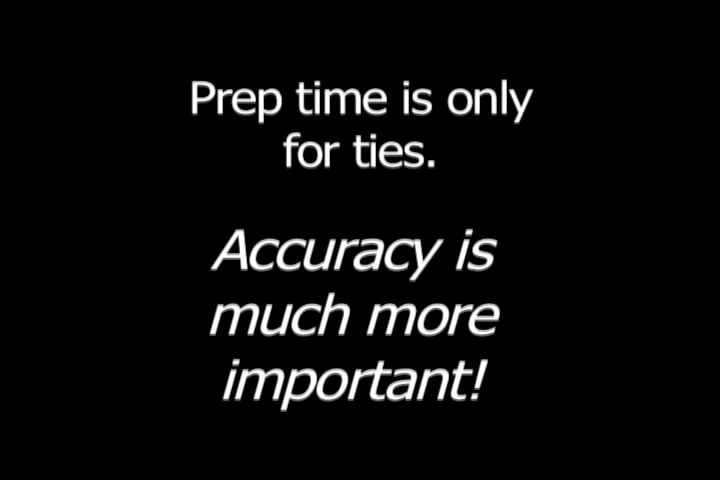 Prep time is only
for ties.
Accuracy is
much more
important!